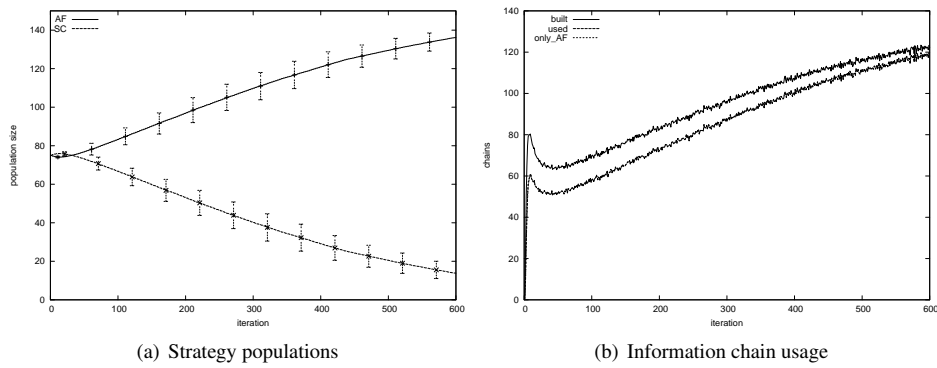 140
120
100
80
60
40
20
0
population size
AF
SC
0 100 200 300 400 500 600
iteration
(a) Strategy populations
140
120
100
80
60
40
20
0
chains
built
used
only_AF
0 100 200 300 400 500 600
iteration
(b) Information chain usage